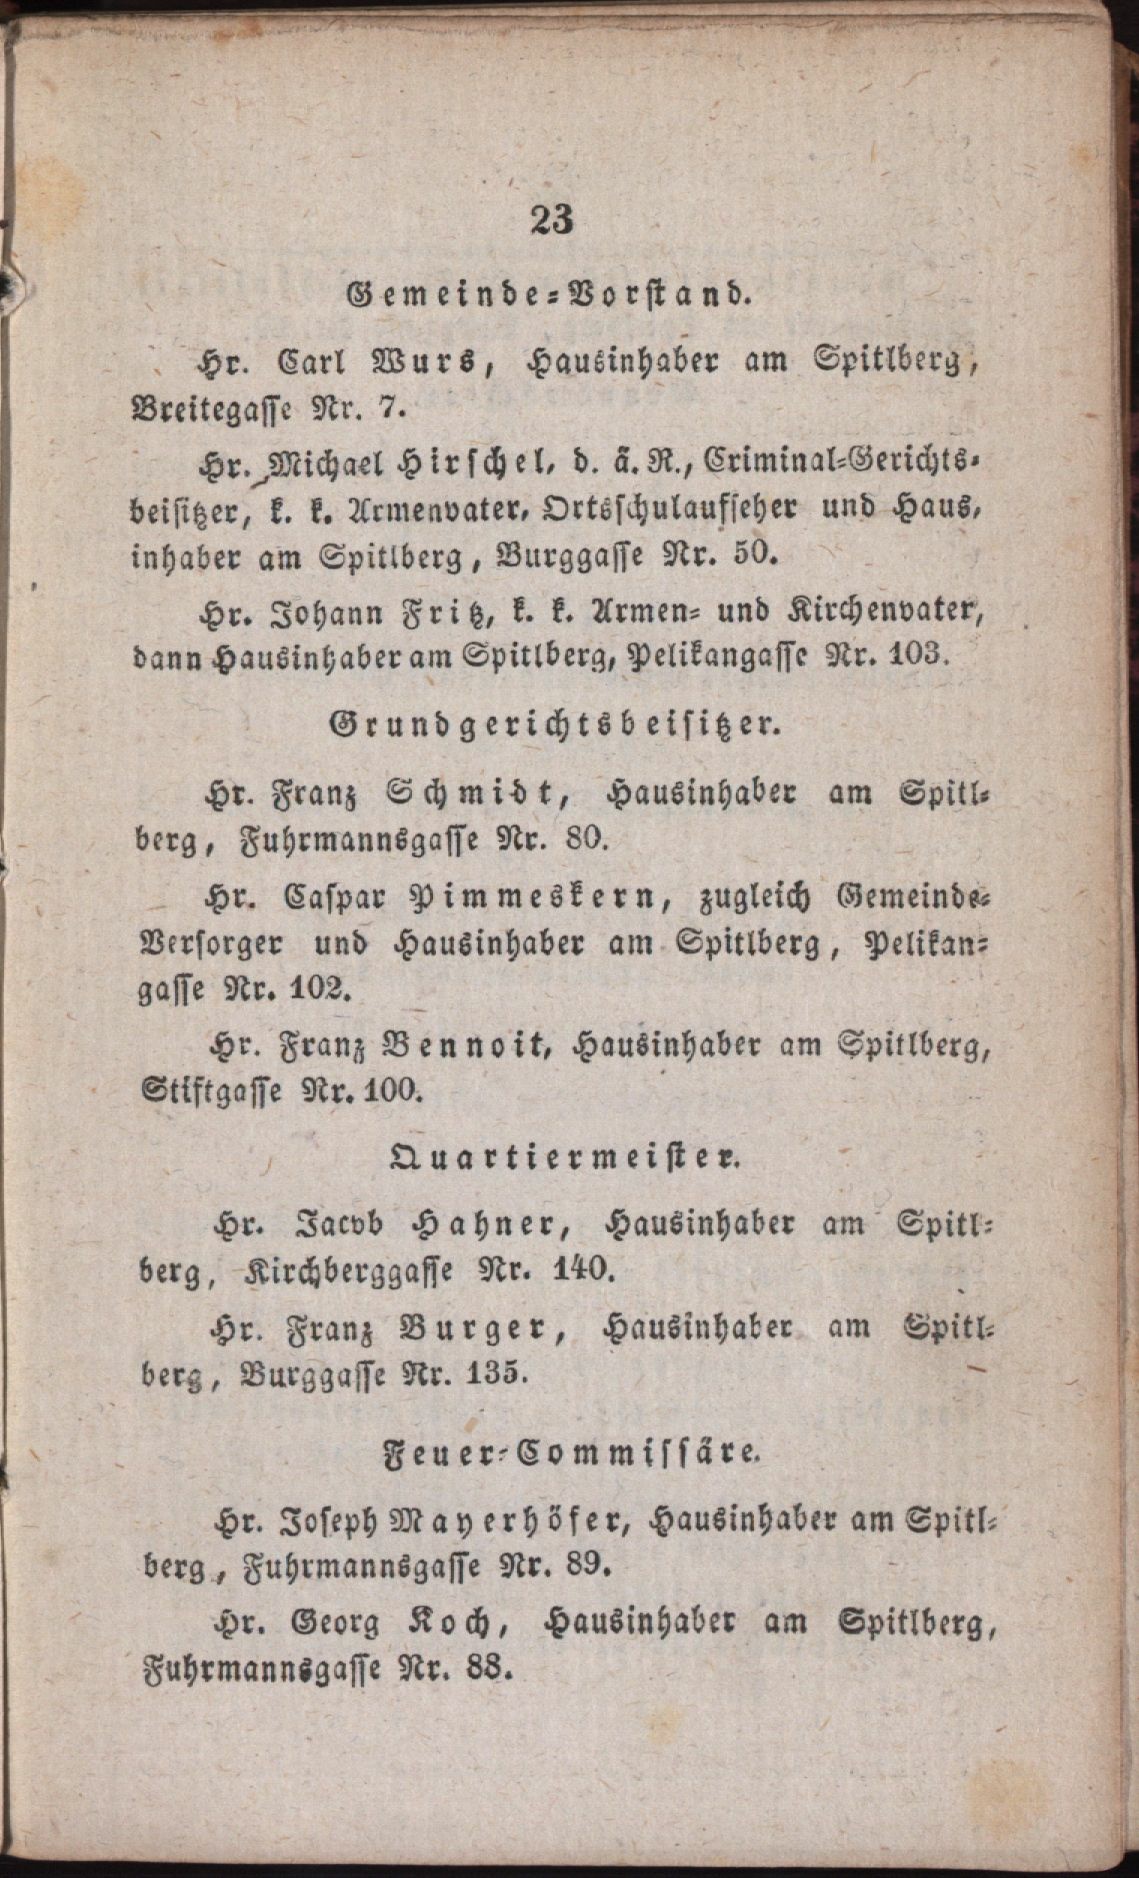 23
Gemeinde-Vorstand.
Hr. Carl Wurs, Hausinhaber am Spitlberg,
Breitegasse Nr. 7.
Hr. Michael Hirschel, d. ä. R., Criminal-Gerichts-
beisitzer, k. k. Armenvater, Ortsschulaufseher und Haus,
inhaber am Spitlberg, Burggasse Nr. 50.
Hr. Johann Fritz, k. k. Armen- und Kirchenvater,
dann Hausinhaber am Spitlberg, Pelikangasse Nr. 103.
Grundgerichtsbeisitzer.
Hr. Franz Schmidt, Hausinhaber am Spitl-
berg, Fuhrmannsgasse Nr. 80.
Hr. Caspar Pimmeskern, zugleich Gemeinde-
Versorger und Hausinhaber am Spitlberg, Pelikan-
gasse Nr. 102.
Hr. Franz Bennoit, Hausinhaber am Spitlberg,
Stiftgasse Nr. 100.
Quartiermeister.
Hr. Jacob Hahner, Hausinhaber am Spitl-
berg, Kirchberggasse Nr. 140.
Hr. Franz Burger, Hausinhaber am Spitl-
berg, Burggasse Nr. 135.
Feuer-Commissäre.
Hr. Joseph Mayerhöfer, Hausinhaber am Spitl-
berg, Fuhrmannsgasse Nr. 89.
Hr. Georg Koch, Hausinhaber am Spitlberg,
Fuhrmannsgasse Nr. 88.